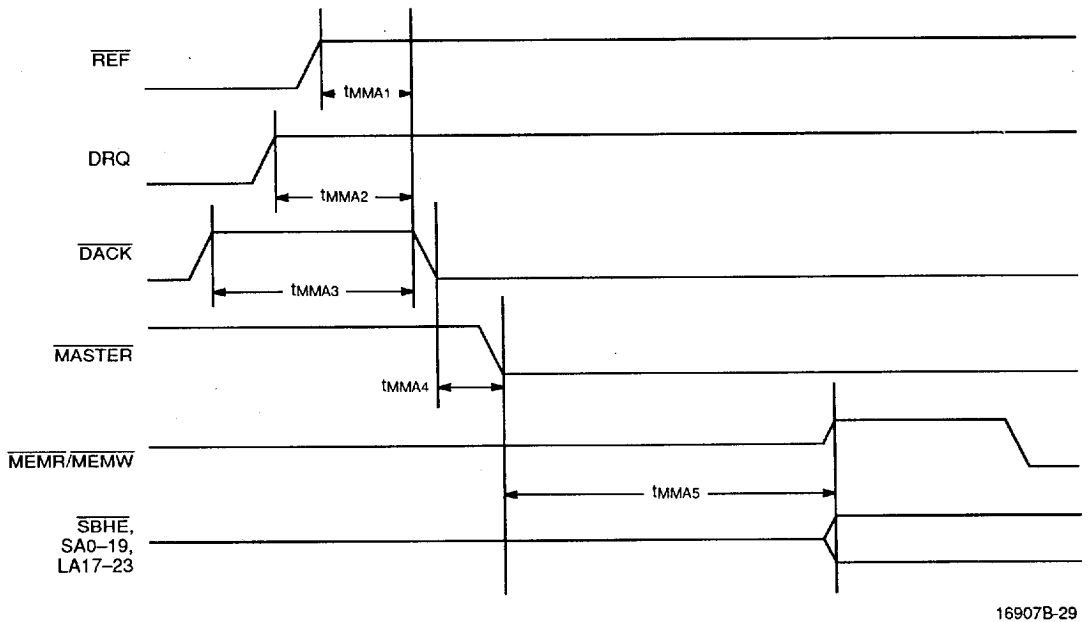 REF
tMMA1
DRQ
tMMA2
DACK
tMMA3
MASTER
tMMA4
MEMR/MEMW
tMMA5
SBHE,
SA0–19,
LA17–23
16907B-29